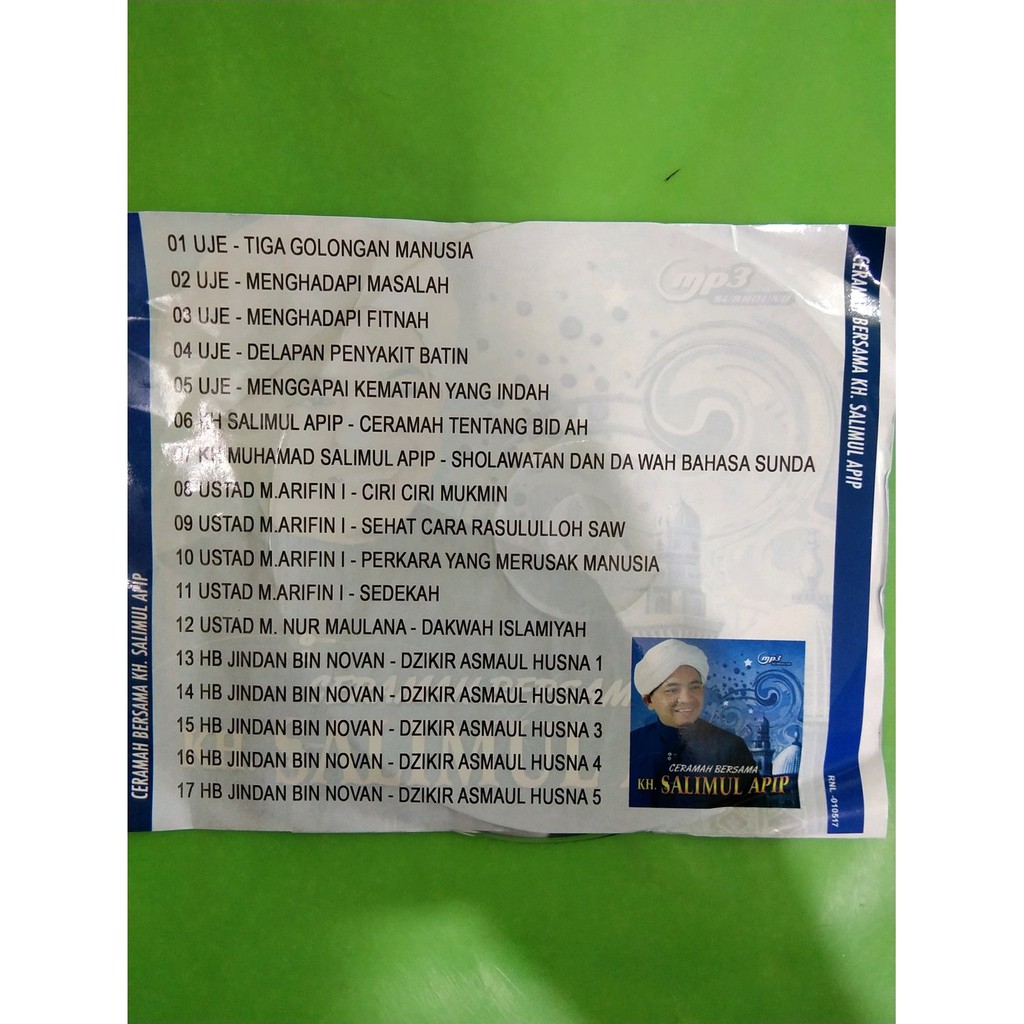 01 UJE - TIGA GOLONGAN MANUSIA
02 UJE - MENGHADAPI MASALAH
03 UJE - MENGHADAPI FITNAH
04 UJE - DELAPAN PENYAKIT BATIN
05 UJE - MENGGAPAI KEMATIAN YANG INDAH
06 KH SALIMUL APIP - CERAMAH TENTANG BID AH
07 KH MUHAMAD SALIMUL APIP - SHOLAWATAN DAN DA WAH BAHASA SUNDA
08 USTAD M.ARIFIN I - CIRI CIRI MUKMIN
09 USTAD M.ARIFIN I - SEHAT CARA RASULULLOH SAW
10 USTAD M.ARIFIN I - PERKARA YANG MERUSAK MANUSIA
11 USTAD M.ARIFIN I - SEDEKAH
12 USTAD M. NUR MAULANA - DAKWAH ISLAMIYAH
13 HB JINDAN BIN NOVAN - DZIKIR ASMAUL HUSNA 1
14 HB JINDAN BIN NOVAN - DZIKIR ASMAUL HUSNA 2
15 HB JINDAN BIN NOVAN - DZIKIR ASMAUL HUSNA 3
16 HB JINDAN BIN NOVAN - DZIKIR ASMAUL HUSNA 4
17 HB JINDAN BIN NOVAN - DZIKIR ASMAUL HUSNA 5
CERAMAH BERSAMA KH. SALIMUL APIP
CERAMAH BERSAMA KH. SALIMUL APIP
mp3
SURROUND
mp3
CERAMAH BERSAMA
KH. SALIMUL APIP
RNL -010517
CERAMAH BERSAM
SALIMUL